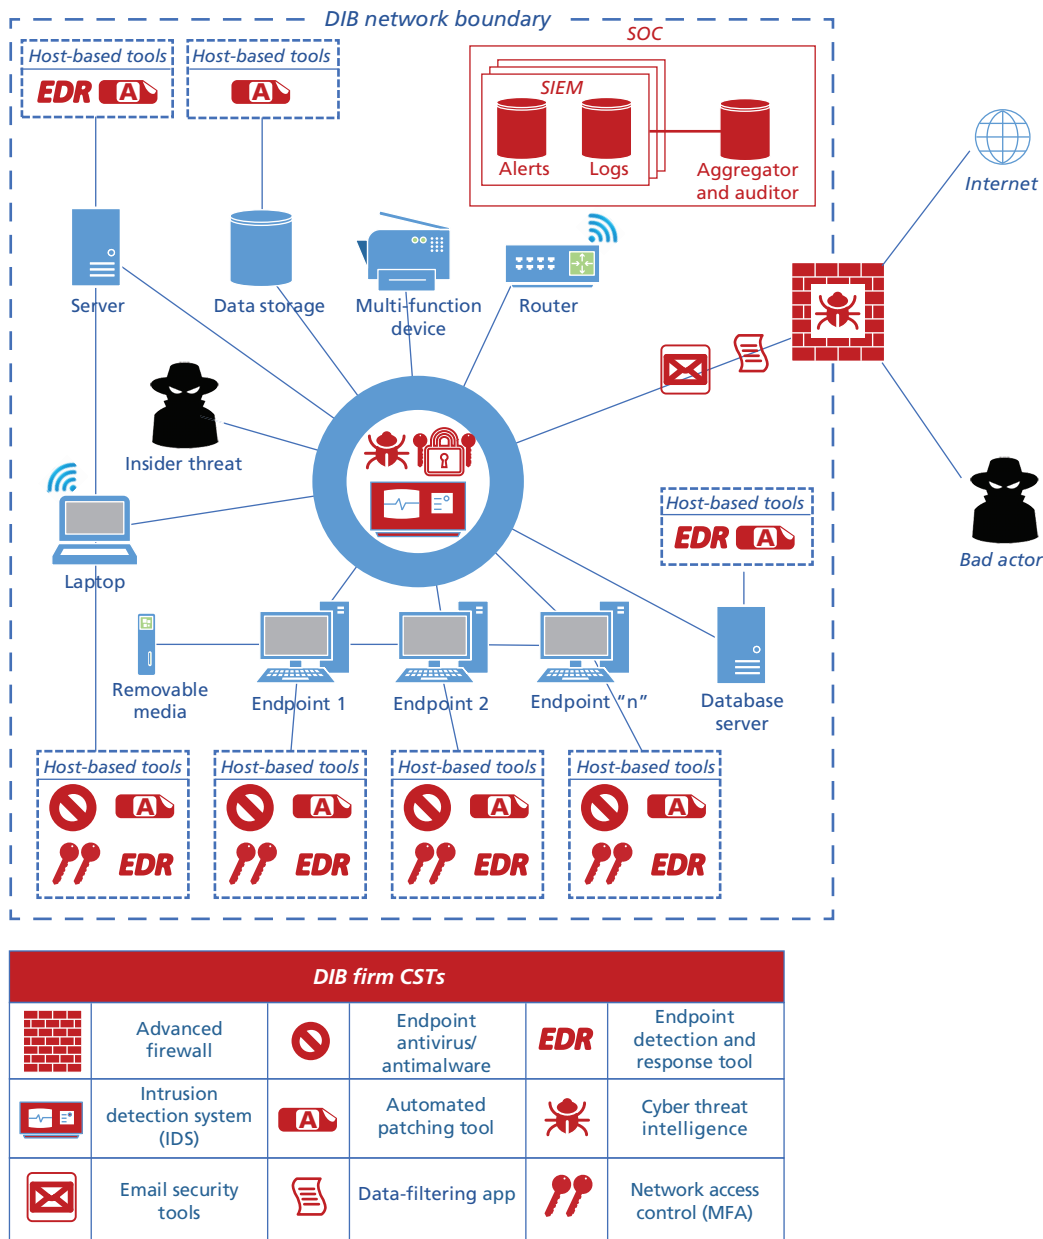 DIB network boundary
Host-based tools
EDR A
Host-based tools
A
SOC
SIEM
Alerts
Logs
Aggregator
and auditor
Internet
Server
Data storage
Multi-function
device
Router
Insider threat
Laptop
Host-based tools
EDR A
Bad actor
Removable
media
Endpoint 1
Endpoint 2
Endpoint “n”
Database
server
Host-based tools
A
EDR
Host-based tools
A
EDR
Host-based tools
A
EDR
Host-based tools
A
EDR
DIB firm CSTs
Advanced
firewall
Endpoint
antivirus/
antimalware
EDR
Endpoint
detection and
response tool
Intrusion
detection system
(IDS)
A
Automated
patching tool
Cyber threat
intelligence
Email security
tools
Data-filtering app
Network access
control (MFA)